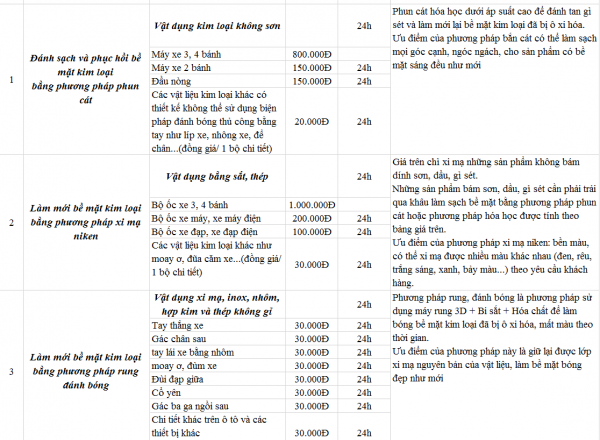 1
Đánh sạch và phục hồi bề
mặt kim loại
bằng phương pháp phun
cát
Vật dụng kim loại không sơn
24h
Máy xe 3, 4 bánh 800.000Đ
Máy xe 2 bánh 150.000Đ 24h
Đầu nòng 150.000Đ 24h
Các vật liệu kim loại khác có
thiết kế không thể sử dụng biện
pháp đánh bóng thủ công bằng
tay như líp xe, nhông xe, để
chân...(đồng giá/ 1 bộ chi tiết) 20.000Đ 24h
Phun cát hóa học dưới áp suất cao để đánh tan gỉ
sét và làm mới lại bề mặt kim loại đã bị ô xi hóa.
Ưu điểm của phương pháp bắn cát có thể làm sạch
mọi góc cạnh, ngóc ngách, cho sản phẩm có bề
mặt sáng đều như mới
2
Làm mới bề mặt kim loại
bằng phương pháp xi mạ
niken
Vật dụng bằng sắt, thép
24h
Bộ ốc xe 3, 4 bánh 1.000.000Đ
Bộ ốc xe máy, xe máy điện 200.000Đ 24h
Bộ ốc xe đạp, xe đạp điện 100.000Đ 24h
Các vật liệu kim loại khác như
moay ơ, đũa căm xe...(đồng giá/
1 bộ chi tiết) 30.000Đ 24h
Giá trên chỉ xi mạ những sản phẩm không bám
dính sơn, dầu, gỉ sét.
Những sản phẩm bám sơn, dầu, gỉ sét cần phải trải
qua khâu làm sạch bề mặt bằng phương pháp phun
cát hoặc phương pháp hóa học được tính theo
bảng giá trên.
Ưu điểm của phương pháp xi mạ niken: bền màu,
có thể xi mạ được nhiều màu khác nhau (đen, rêu,
trắng sáng, xanh, bảy màu...) theo yêu cầu khách
hàng.
3
Làm mới bề mặt kim loại
bằng phương pháp rung
đánh bóng
Vật dụng xi mạ, inox, nhôm,
hợp kim và thép không gỉ
24h
Tay thắng xe 30.000Đ 24h
Gác chân sau 30.000Đ 24h
tay lái xe bằng nhôm 30.000Đ 24h
moay ơ, đùm xe 30.000Đ 24h
Đùi đạp giữa 30.000Đ 24h
Cổ yên 30.000Đ 24h
Gác ba ga ngồi sau 30.000Đ 24h
Chi tiết khác trên ô tô và các
thiết bị khác 30.000Đ 24h
Phương pháp rung, đánh bóng là phương pháp sử
dụng máy rung 3D + Bi sắt + Hóa chất để làm
bóng bề mặt kim loại đã bị ô xi hóa, mất màu theo
thời gian.
Ưu điểm của phương pháp này là giữ lại được lớp
xi mạ nguyên bản của vật liệu, làm bề mặt bóng
đẹp như mới